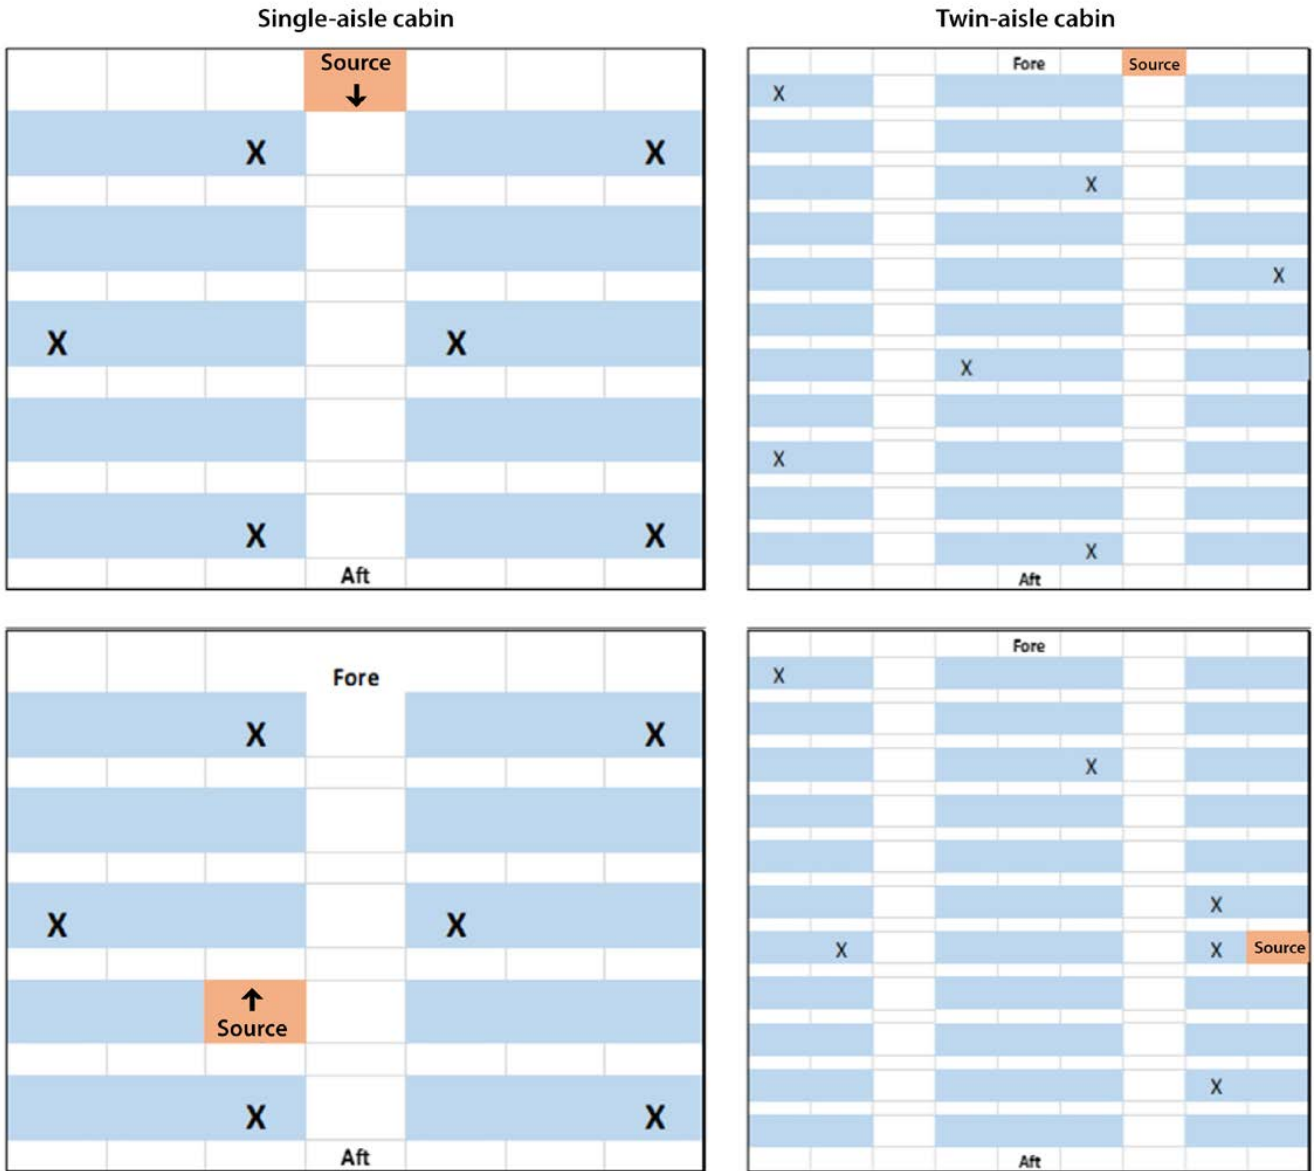 Single-aisle cabin
Twin-aisle cabin
Source
↓
X X
X X
X X
Aft
Fore Source
X
X
X
X
X
X
Aft
Fore
X X
X X
↑
Source
X X
Aft
Fore
X
X
X
X X Source
X
Aft